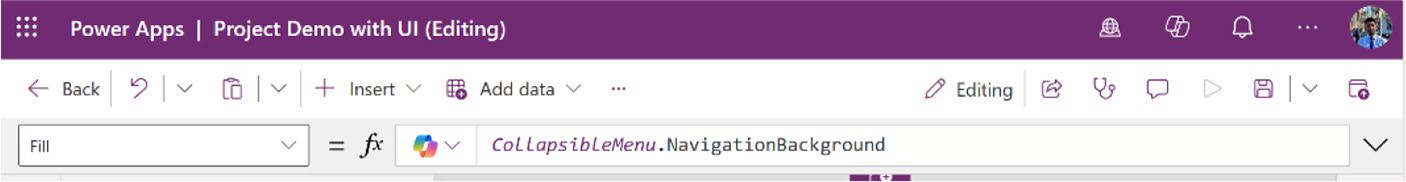 Power Apps | Project Demo with UI (Editing)
Back Insert Add data ... Editing
Fill = fx CollapsibleMenu.NavigationBackground